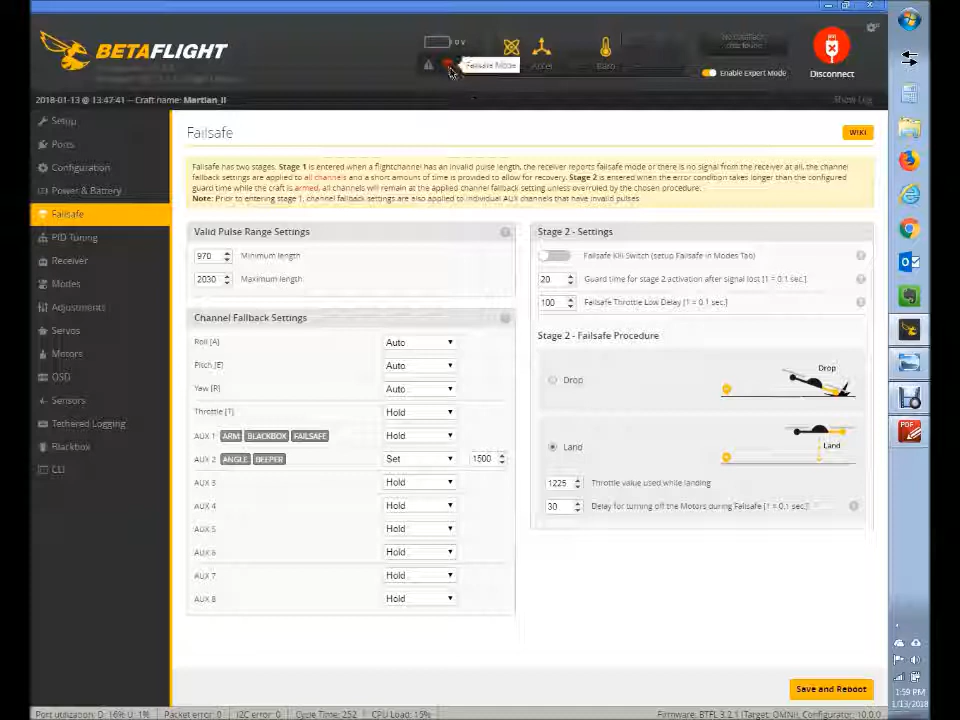 BETAFLIGHT
0 V
Failsafe Mode
Accel
Baro
Enable Expert Mode
Disconnect
2018-01-13 @ 13:47:41 -- Craft name: Martian_II
Show Log
Setup
Ports
Configuration
Power & Battery
Failsafe
PID Tuning
Receiver
Modes
Adjustments
Servos
Motors
OSD
Sensors
Tethered Logging
Blackbox
CLI
Failsafe
WIKI
Failsafe has two stages. Stage 1 is entered when a flightchannel has an invalid pulse length, the receiver reports failsafe mode or there is no signal from the receiver at all, the channel
fallback settings are applied to all channels and a short amount of time is provided to allow for recovery. Stage 2 is entered when the error condition takes longer than the configured
guard time while the craft is armed, all channels will remain at the applied channel fallback setting unless overruled by the chosen procedure.
Note: Prior to entering stage 1, channel fallback settings are also applied to individual AUX channels that have invalid pulses.
Valid Pulse Range Settings
970 Minimum length
2030 Maximum length
Channel Fallback Settings
Roll [A] Auto
Pitch [E] Auto
Yaw [R] Auto
Throttle [T] Hold
AUX 1 ARM BLACKBOX FAILSAFE Hold
AUX 2 ANGLE BEEPER Set 1500
AUX 3 Hold
AUX 4 Hold
AUX 5 Hold
AUX 6 Hold
AUX 7 Hold
AUX 8 Hold
Stage 2 - Settings
Failsafe Kill Switch (setup Failsafe in Modes Tab)
20 Guard time for stage 2 activation after signal lost [1 = 0.1 sec.]
100 Failsafe Throttle Low Delay [1 = 0.1 sec.]
Stage 2 - Failsafe Procedure
Drop
Drop
Land
Land
1225 Throttle value used while landing
30 Delay for turning off the Motors during Failsafe [1 = 0.1 sec.]
Save and Reboot
Port utilization: D: 16% U: 1%
Packet error: 0
I2C error: 0
Cycle Time: 252
CPU Load: 15%
Firmware: BTFL 3.2.1 (Target: OMNI), Configurator: 10.0.0
PDF
1:59 PM
1/13/2018